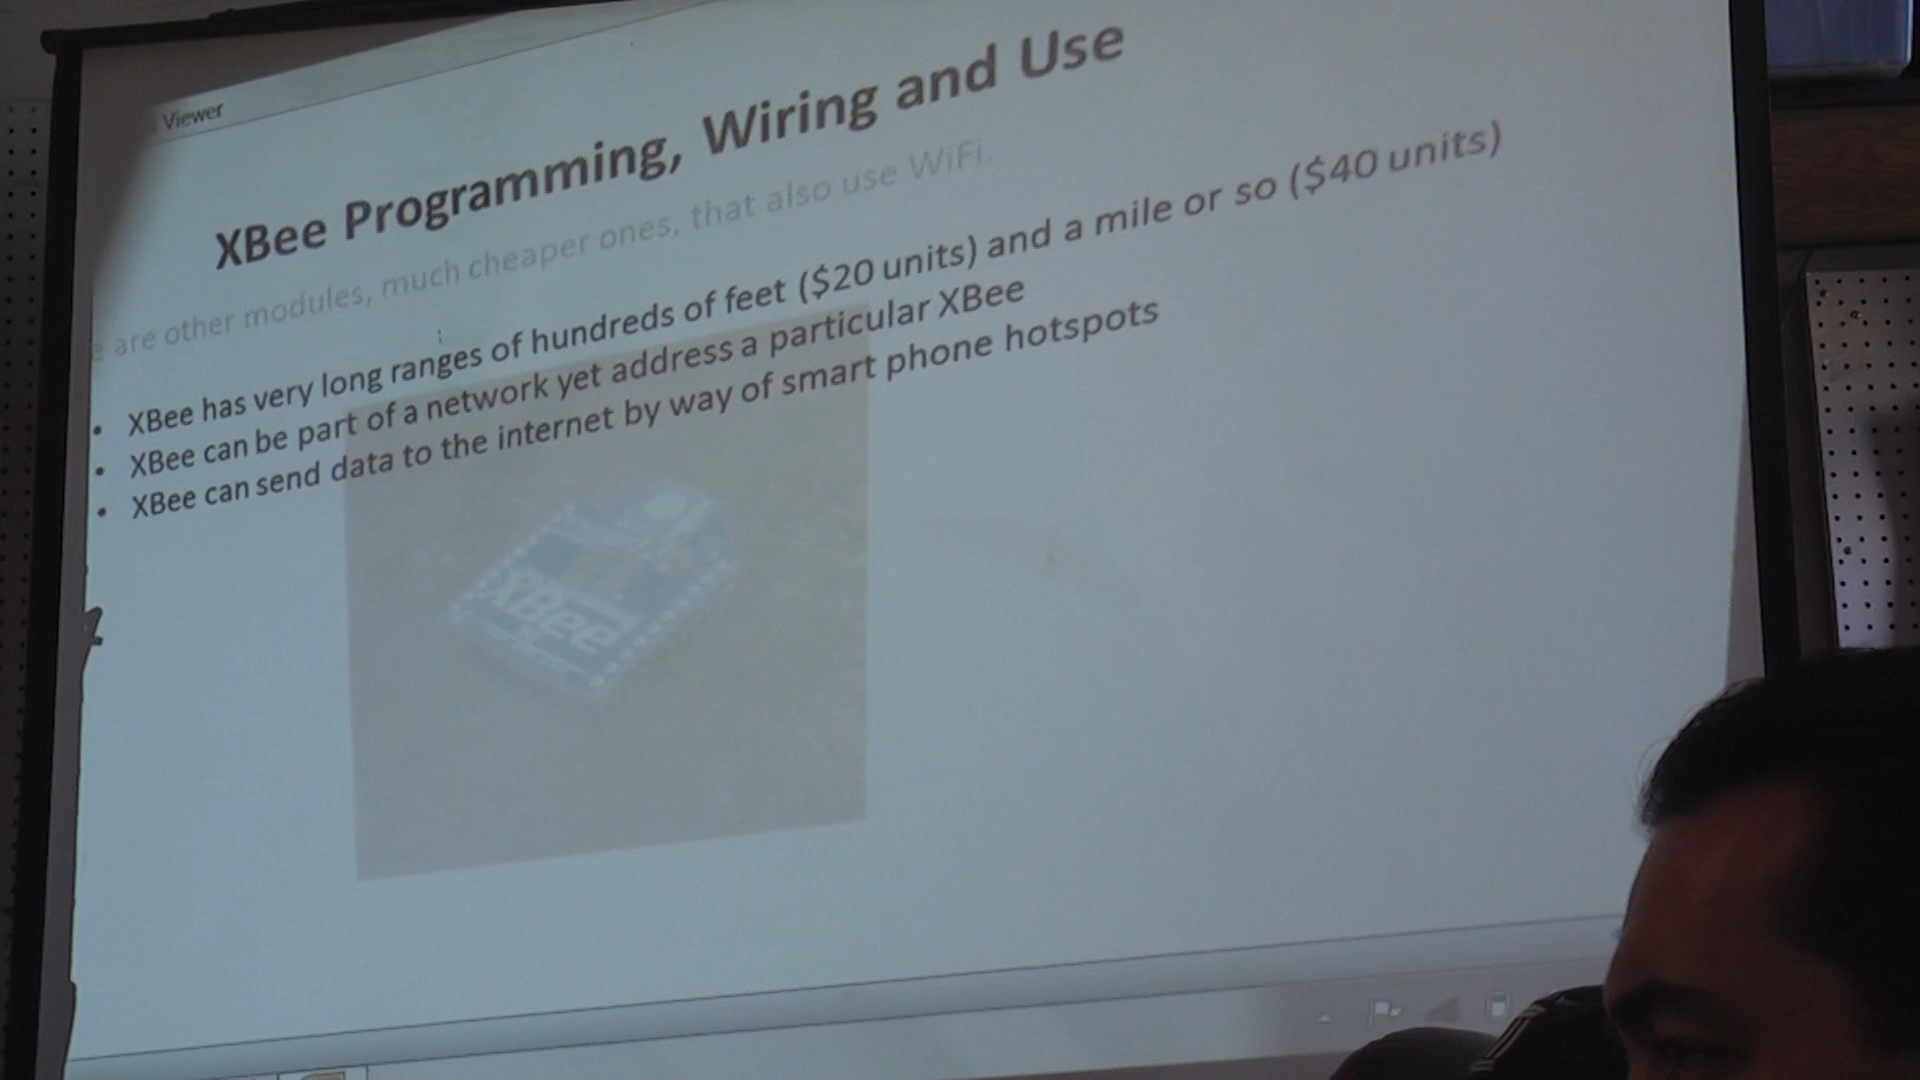 Viewer
XBee Programming, Wiring and Use
are other modules, much cheaper ones, that also use WiFi.
• XBee has very long ranges of hundreds of feet ($20 units) and a mile or so ($40 units)
• XBee can be part of a network yet address a particular XBee
• XBee can send data to the internet by way of smart phone hotspots
XBee